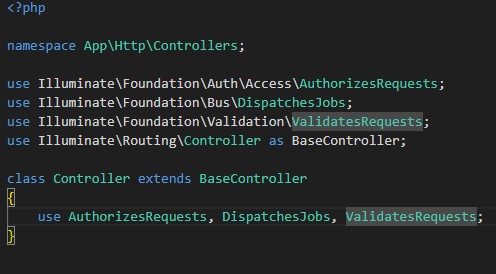 <?php
namespace App\Http\Controllers;
use Illuminate\Foundation\Auth\Access\AuthorizesRequests;
use Illuminate\Foundation\Bus\DispatchesJobs;
use Illuminate\Foundation\Validation\ValidatesRequests;
use Illuminate\Routing\Controller as BaseController;
class Controller extends BaseController
{
    use AuthorizesRequests, DispatchesJobs, ValidatesRequests;
}